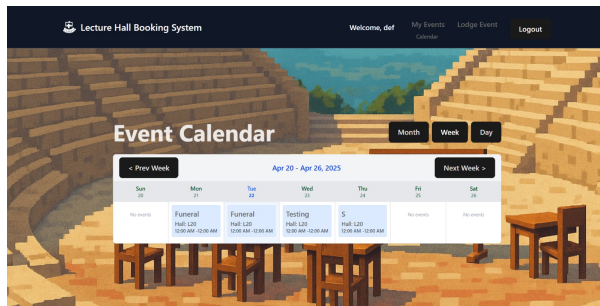 Lecture Hall Booking System
Welcome, def
My Events
Lodge Event
Calendar
Logout
Event Calendar
Month
Week
Day
< Prev Week
Apr 20 - Apr 26, 2025
Next Week >
Sun
20
Mon
21
Tue
22
Wed
23
Thu
24
Fri
25
Sat
26
No events
Funeral
Hall: L20
12:00 AM -12:00 AM
Funeral
Hall: L20
12:00 AM -12:00 AM
Testing
Hall: L20
12:00 AM -12:00 AM
S
Hall: L20
12:00 AM -12:00 AM
No events
No events